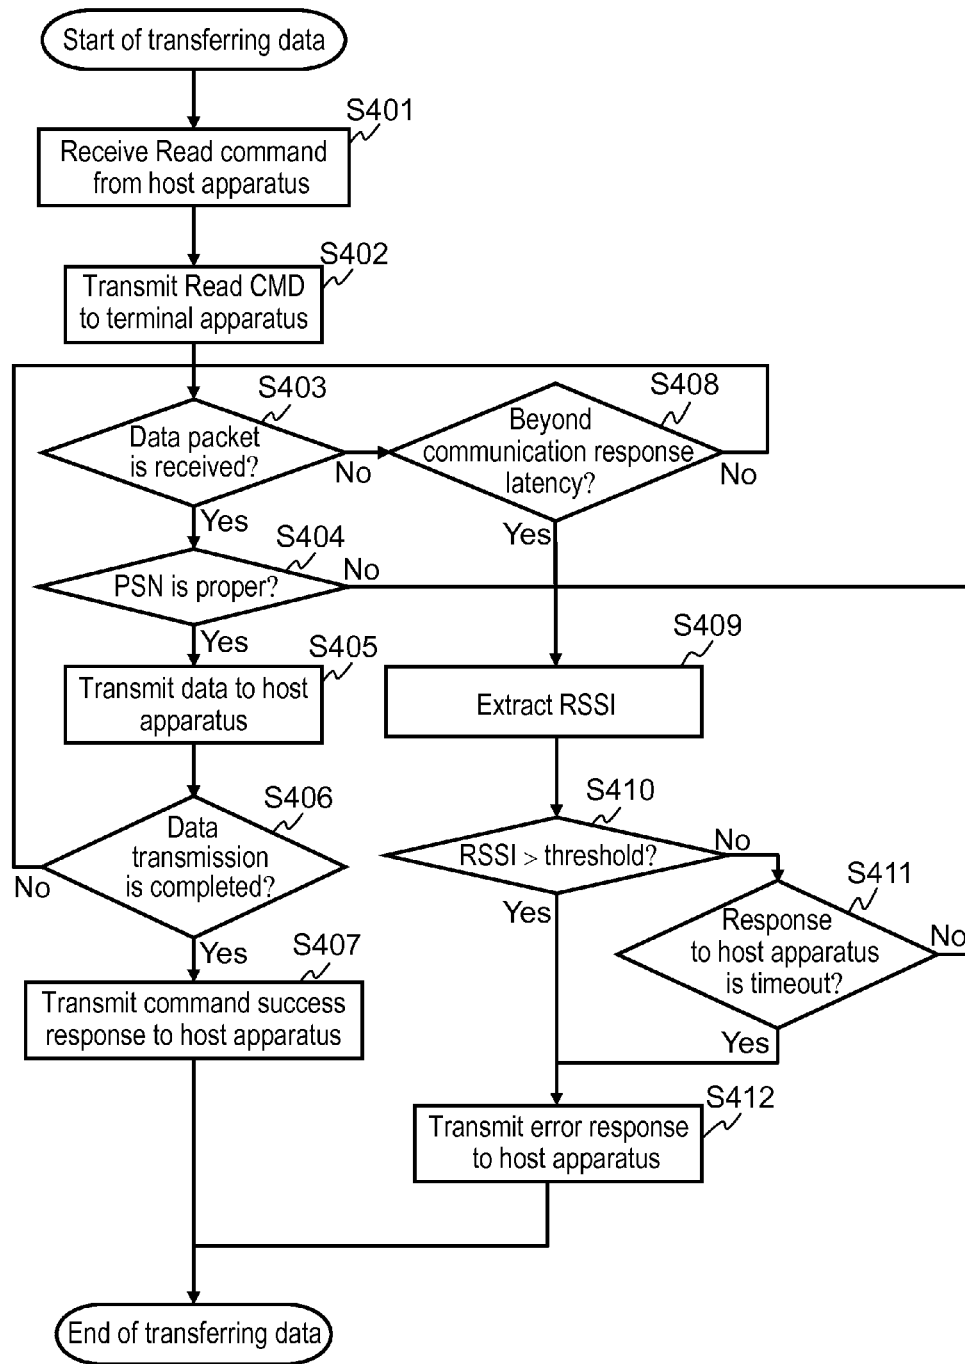 Start of transferring data
S401
Receive Read command
from host apparatus
S402
Transmit Read CMD
to terminal apparatus
S403
Data packet
is received?
No
Yes
S408
Beyond
communication response
latency?
No
Yes
S404
PSN is proper?
No
Yes
S405
Transmit data to host
apparatus
S409
Extract RSSI
S406
Data
transmission
is completed?
No
Yes
S410
RSSI > threshold?
No
Yes
S411
Response
to host apparatus
is timeout?
No
Yes
S407
Transmit command success
response to host apparatus
S412
Transmit error response
to host apparatus
End of transferring data